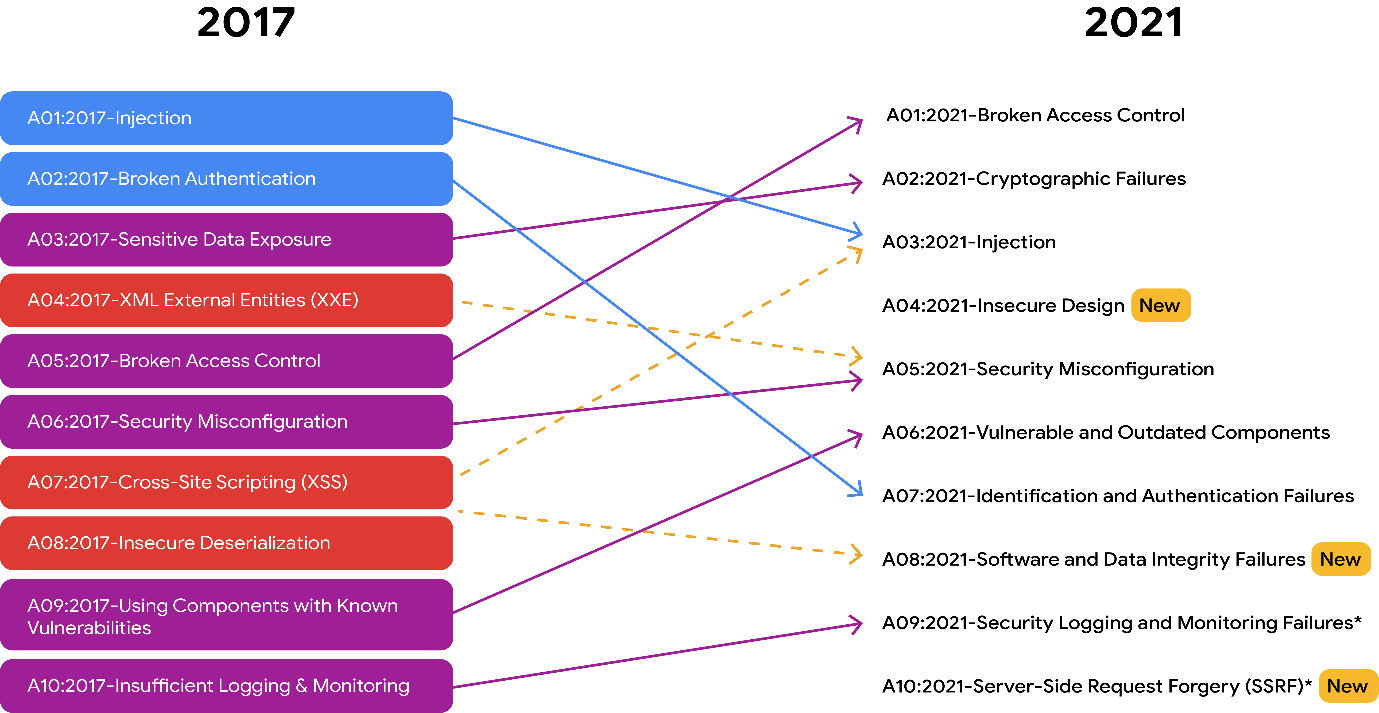 2017
2021
A01:2017-Injection
A02:2017-Broken Authentication
A03:2017-Sensitive Data Exposure
A04:2017-XML External Entities (XXE)
A05:2017-Broken Access Control
A06:2017-Security Misconfiguration
A07:2017-Cross-Site Scripting (XSS)
A08:2017-Insecure Deserialization
A09:2017-Using Components with Known
Vulnerabilities
A10:2017-Insufficient Logging & Monitoring
A01:2021-Broken Access Control
A02:2021-Cryptographic Failures
A03:2021-Injection
A04:2021-Insecure Design New
A05:2021-Security Misconfiguration
A06:2021-Vulnerable and Outdated Components
A07:2021-Identification and Authentication Failures
A08:2021-Software and Data Integrity Failures New
A09:2021-Security Logging and Monitoring Failures*
A10:2021-Server-Side Request Forgery (SSRF)* New